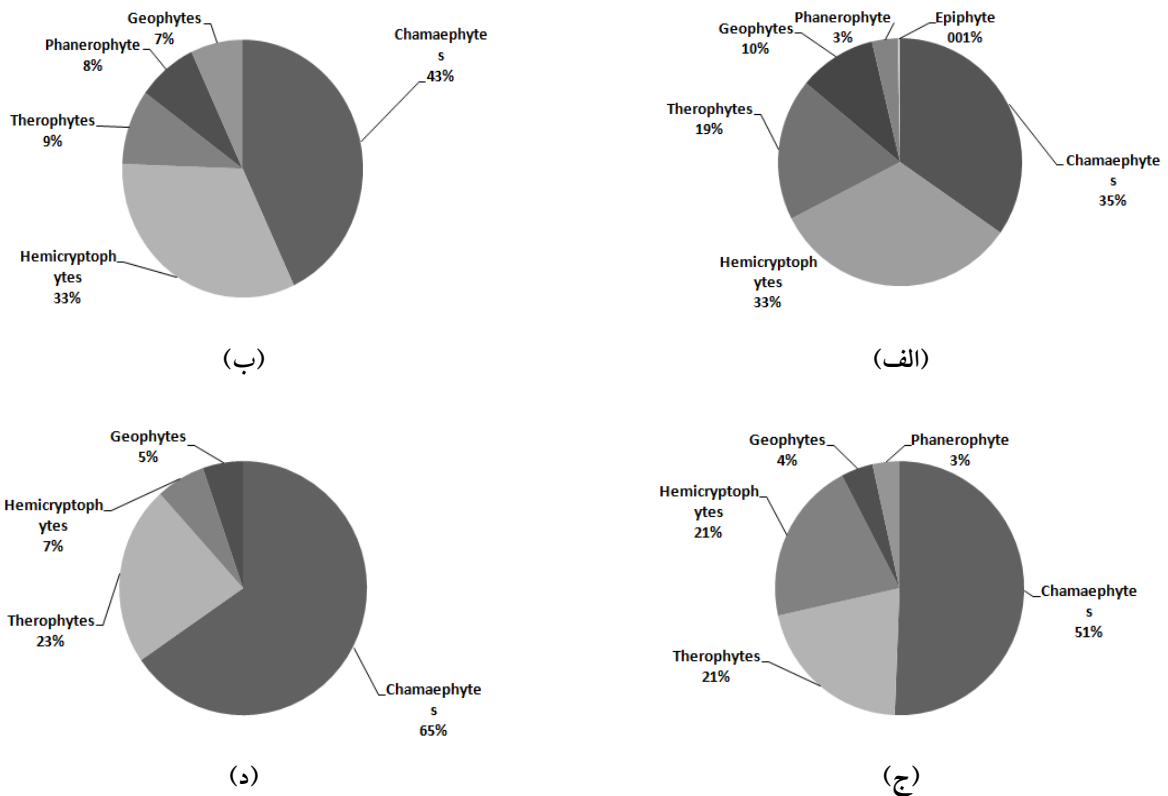 Geophytes
7%
Phanerophyte
8%
Therophytes
9%
Hemicryptoph
ytes
33%
Chamaephyte
s
43%
(ب)
Epiphyte
001%
Phanerophyte
3%
Geophytes
10%
Therophytes
19%
Hemicryptoph
ytes
33%
Chamaephyte
s
35%
(الف)
Geophytes
5%
Hemicryptoph
ytes
7%
Therophytes
23%
Chamaephyte
s
65%
(د)
Geophytes
4%
Phanerophyte
3%
Hemicryptoph
ytes
21%
Therophytes
21%
Chamaephyte
s
51%
(ج)